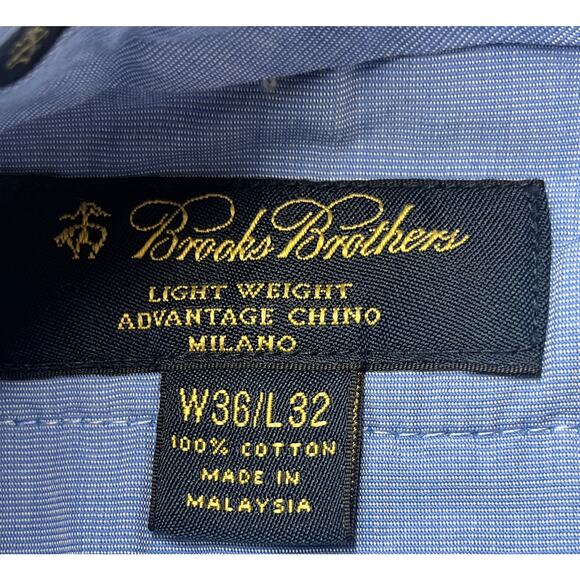 Brooks Brothers
LIGHT WEIGHT
ADVANTAGE CHINO
MILANO
W36/L32
100% COTTON
MADE IN
MALAYSIA